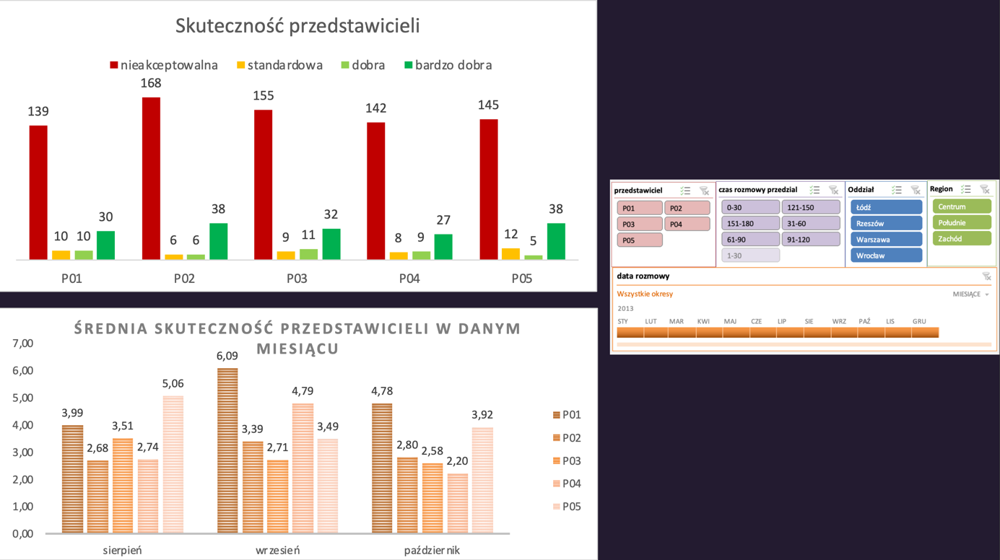 Skuteczność przedstawicieli
nieakceptowalna standardowa dobra bardzo dobra
139 10 10 30 168 6 6 38 155 9 11 32 142 8 9 27 145 12 5 38
P01 P02 P03 P04 P05
ŚREDNIA SKUTECZNOŚĆ PRZEDSTAWICIELI W DANYM
MIESIĄCU
7,00
6,00
5,00
4,00
3,00
2,00
1,00
0,00
3,99 2,68 3,51 2,74 5,06 6,09 3,39 2,71 4,79 3,49 4,78 2,80 2,58 2,20 3,92
sierpień wrzesień październik
P01
P02
P03
P04
P05
przedstawiciel
P01 P02
P03 P04
P05
czas rozmowy przedzial
0-30 121-150
151-180 31-60
61-90 91-120
1-30
Oddział
Łódź
Rzeszów
Warszawa
Wrocław
Region
Centrum
Południe
Zachód
data rozmowy
Wszystkie okresy MIESIĄCE
2013
STY LUT MAR KWI MAJ CZE LIP SIE WRZ PAŹ LIS GRU